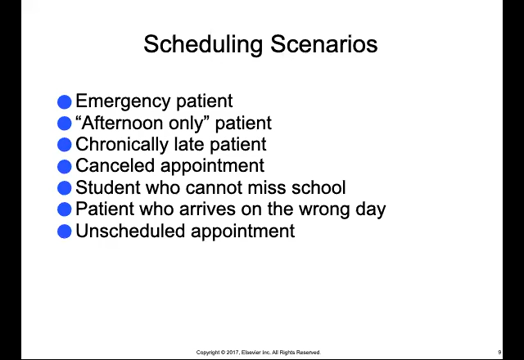 Scheduling Scenarios
Emergency patient
“Afternoon only” patient
Chronically late patient
Canceled appointment
Student who cannot miss school
Patient who arrives on the wrong day
Unscheduled appointment
Copyright © 2017, Elsevier Inc. All Rights Reserved.
9